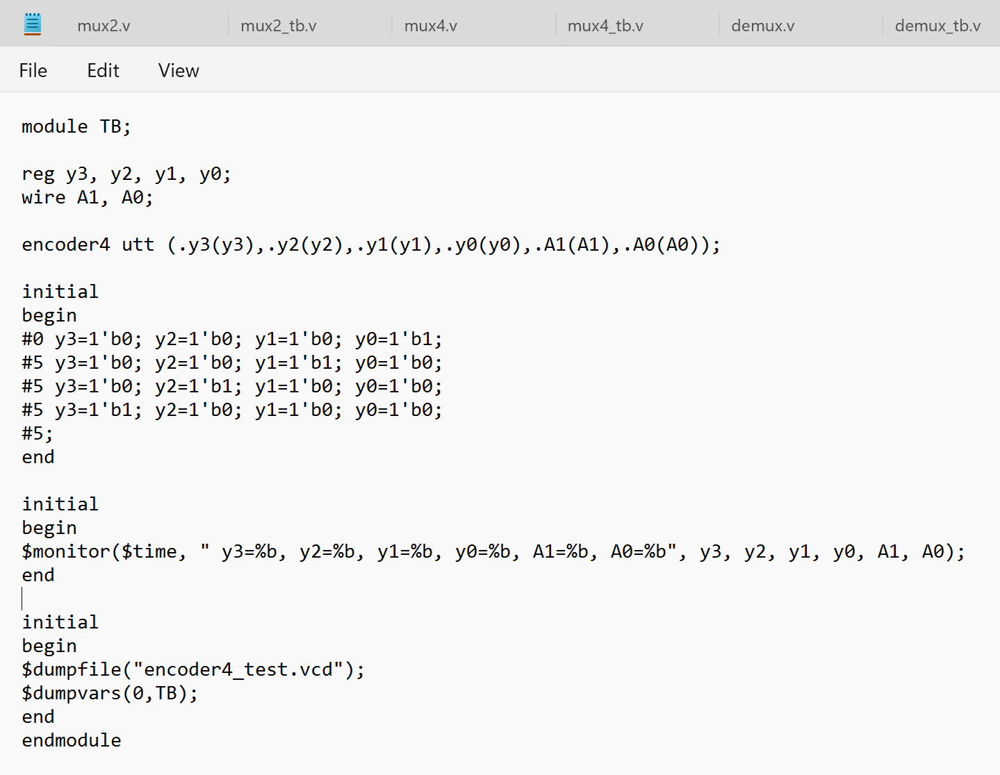 mux2.v mux2_tb.v mux4.v mux4_tb.v demux.v demux_tb.v
File Edit View
module TB;
reg y3, y2, y1, y0;
wire A1, A0;
encoder4 utt (.y3(y3),.y2(y2),.y1(y1),.y0(y0),.A1(A1),.A0(A0));
initial
begin
#0 y3=1'b0; y2=1'b0; y1=1'b0; y0=1'b1;
#5 y3=1'b0; y2=1'b0; y1=1'b1; y0=1'b0;
#5 y3=1'b0; y2=1'b1; y1=1'b0; y0=1'b0;
#5 y3=1'b1; y2=1'b0; y1=1'b0; y0=1'b0;
#5;
end
initial
begin
$monitor($time, " y3=%b, y2=%b, y1=%b, y0=%b, A1=%b, A0=%b", y3, y2, y1, y0, A1, A0);
end
initial
begin
$dumpfile("encoder4_test.vcd");
$dumpvars(0,TB);
end
endmodule